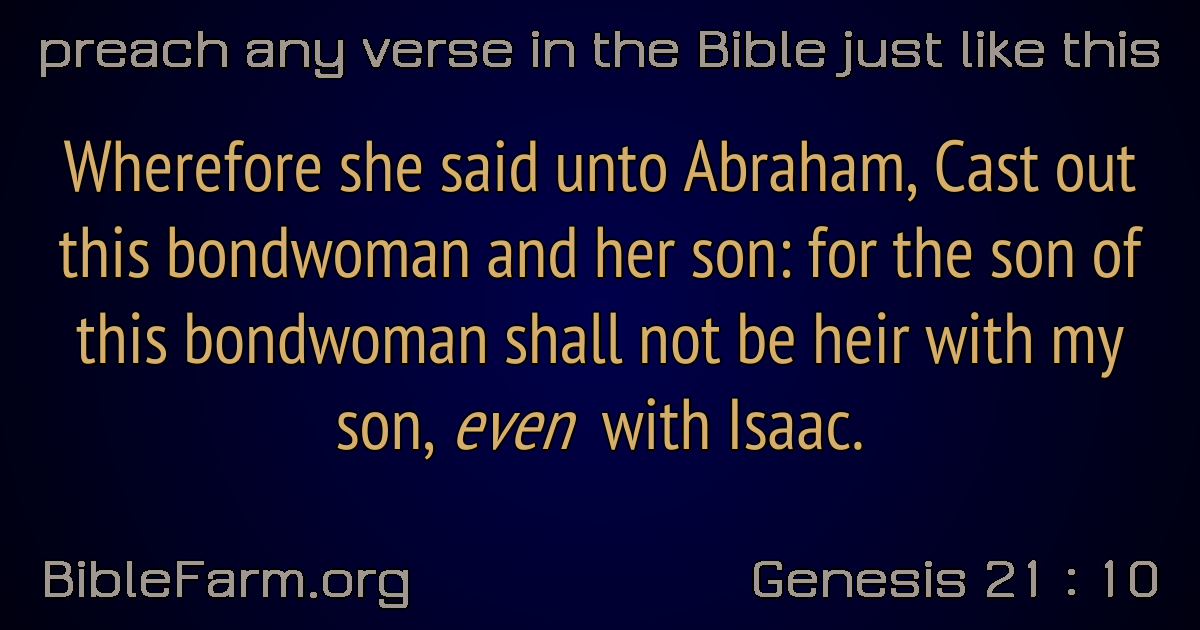 preach any verse in the Bible just like this
Wherefore she said unto Abraham, Cast out
this bondwoman and her son: for the son of
this bondwoman shall not be heir with my
son, even with Isaac.
BibleFarm.org
Genesis 21 : 10